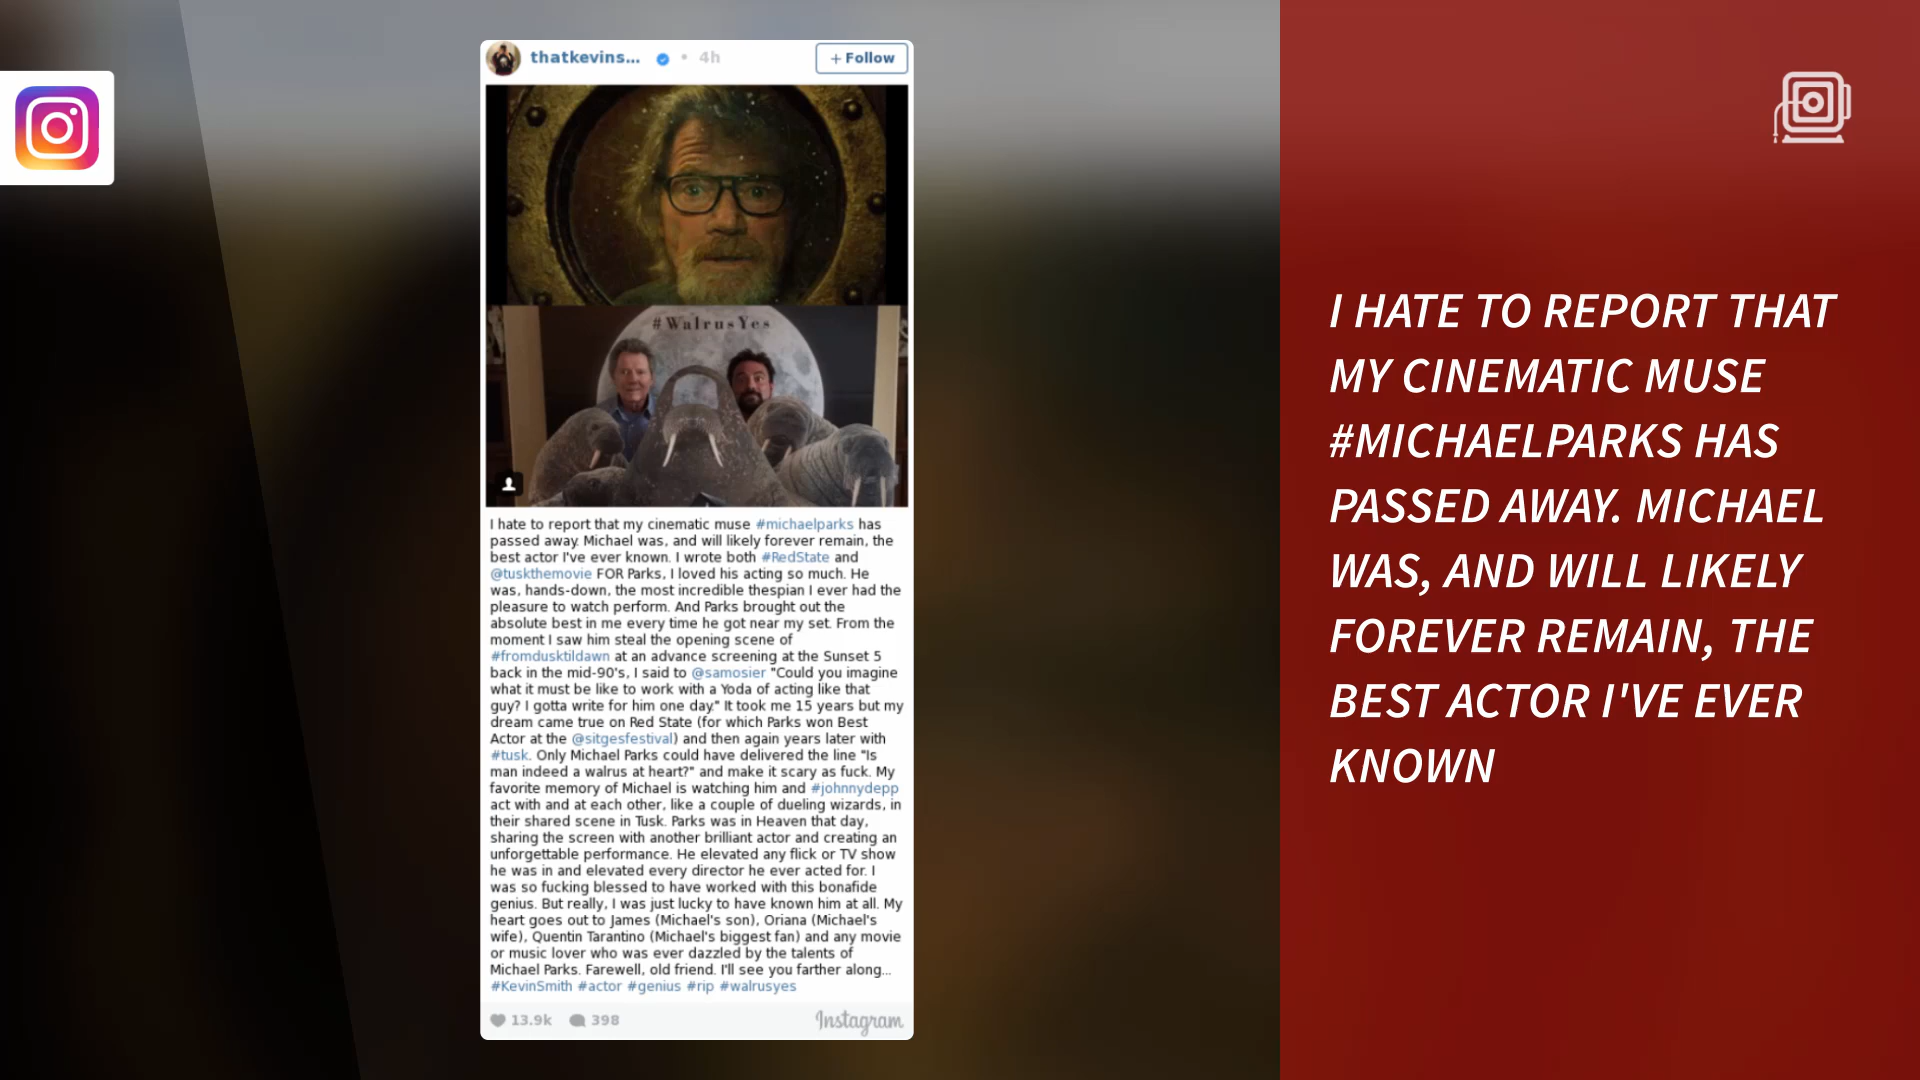 thatkevins... • 4h
+ Follow
#WalrusYes
I hate to report that my cinematic muse #michaelparks has
passed away. Michael was, and will likely forever remain, the
best actor I've ever known. I wrote both #RedState and
@tuskthemovie FOR Parks, I loved his acting so much. He
was, hands-down, the most incredible thespian I ever had the
pleasure to watch perform. And Parks brought out the
absolute best in me every time he got near my set. From the
moment I saw him steal the opening scene of
#fromdusktildawn at an advance screening at the Sunset 5
back in the mid-90's, I said to @samosier "Could you imagine
what it must be like to work with a Yoda of acting like that
guy? I gotta write for him one day." It took me 15 years but my
dream came true on Red State (for which Parks won Best
Actor at the @sitgesfestival) and then again years later with
#tusk. Only Michael Parks could have delivered the line "Is
man indeed a walrus at heart?" and make it scary as fuck. My
favorite memory of Michael is watching him and #johnnydepp
act with and at each other, like a couple of dueling wizards, in
their shared scene in Tusk. Parks was in Heaven that day,
sharing the screen with another brilliant actor and creating an
unforgettable performance. He elevated any flick or TV show
he was in and elevated every director he ever acted for. I
was so fucking blessed to have worked with this bonafide
genius. But really, I was just lucky to have known him at all. My
heart goes out to James (Michael's son), Oriana (Michael's
wife), Quentin Tarantino (Michael's biggest fan) and any movie
or music lover who was ever dazzled by the talents of
Michael Parks. Farewell, old friend. I'll see you farther along...
#KevinSmith #actor #genius #rip #walrusyes
13.9k 398 Instagram
I HATE TO REPORT THAT
MY CINEMATIC MUSE
#MICHAELPARKS HAS
PASSED AWAY. MICHAEL
WAS, AND WILL LIKELY
FOREVER REMAIN, THE
BEST ACTOR I'VE EVER
KNOWN